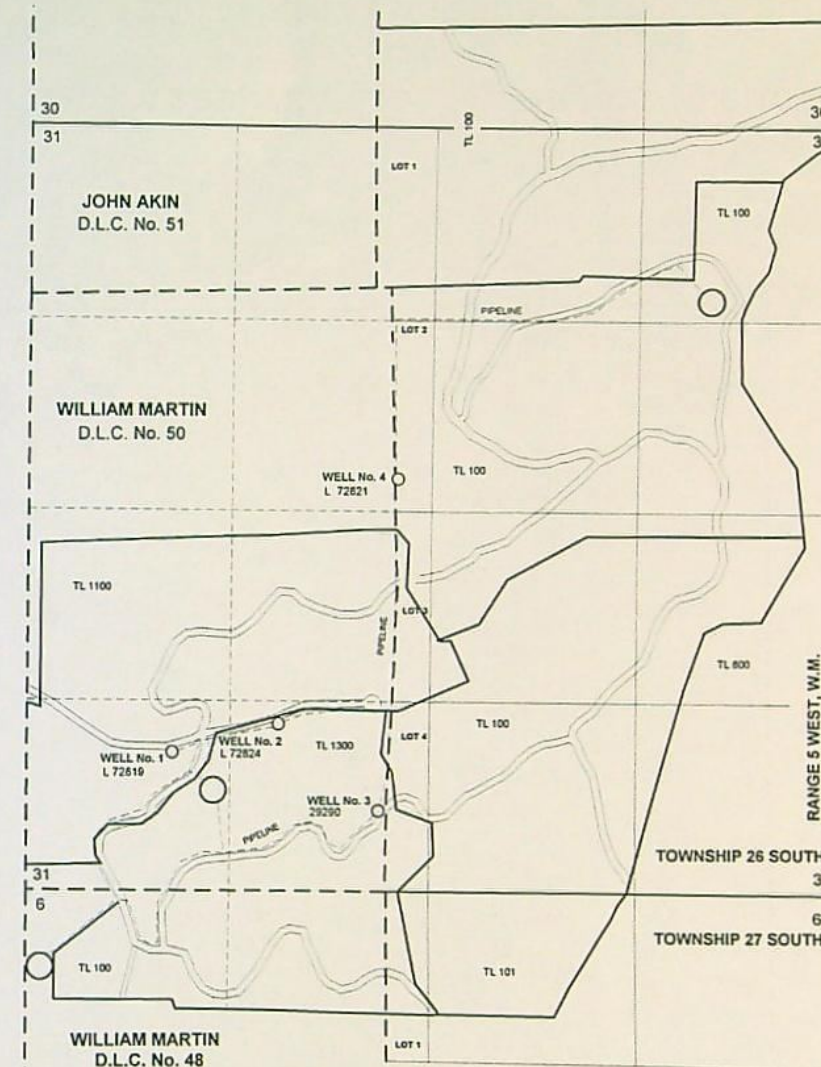 30
31
JOHN AKIN
D.L.C. No. 51
TL 100
LOT 1
TL 100
PIPELINE
LOT 2
WILLIAM MARTIN
D.L.C. No. 50
WELL No. 4
L 72621
TL 100
TL 1100
LOT 3
PIPELINE
TL 600
RANGE 5 WEST, W.M.
TL 100
LOT 4
WELL No. 1
L 72619
WELL No. 2
L 72624
TL 1300
WELL No. 3
29290
PIPELINE
TOWNSHIP 26 SOUTH
31
6
6
TOWNSHIP 27 SOUTH
TL 100
TL 101
WILLIAM MARTIN
D.L.C. No. 48
LOT 1